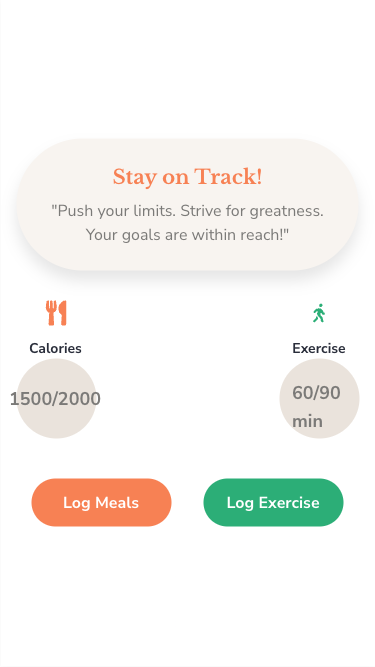 Stay on Track!
"Push your limits. Strive for greatness.
Your goals are within reach!"
Calories
Exercise
1500/2000
60/90
min
Log Meals
Log Exercise